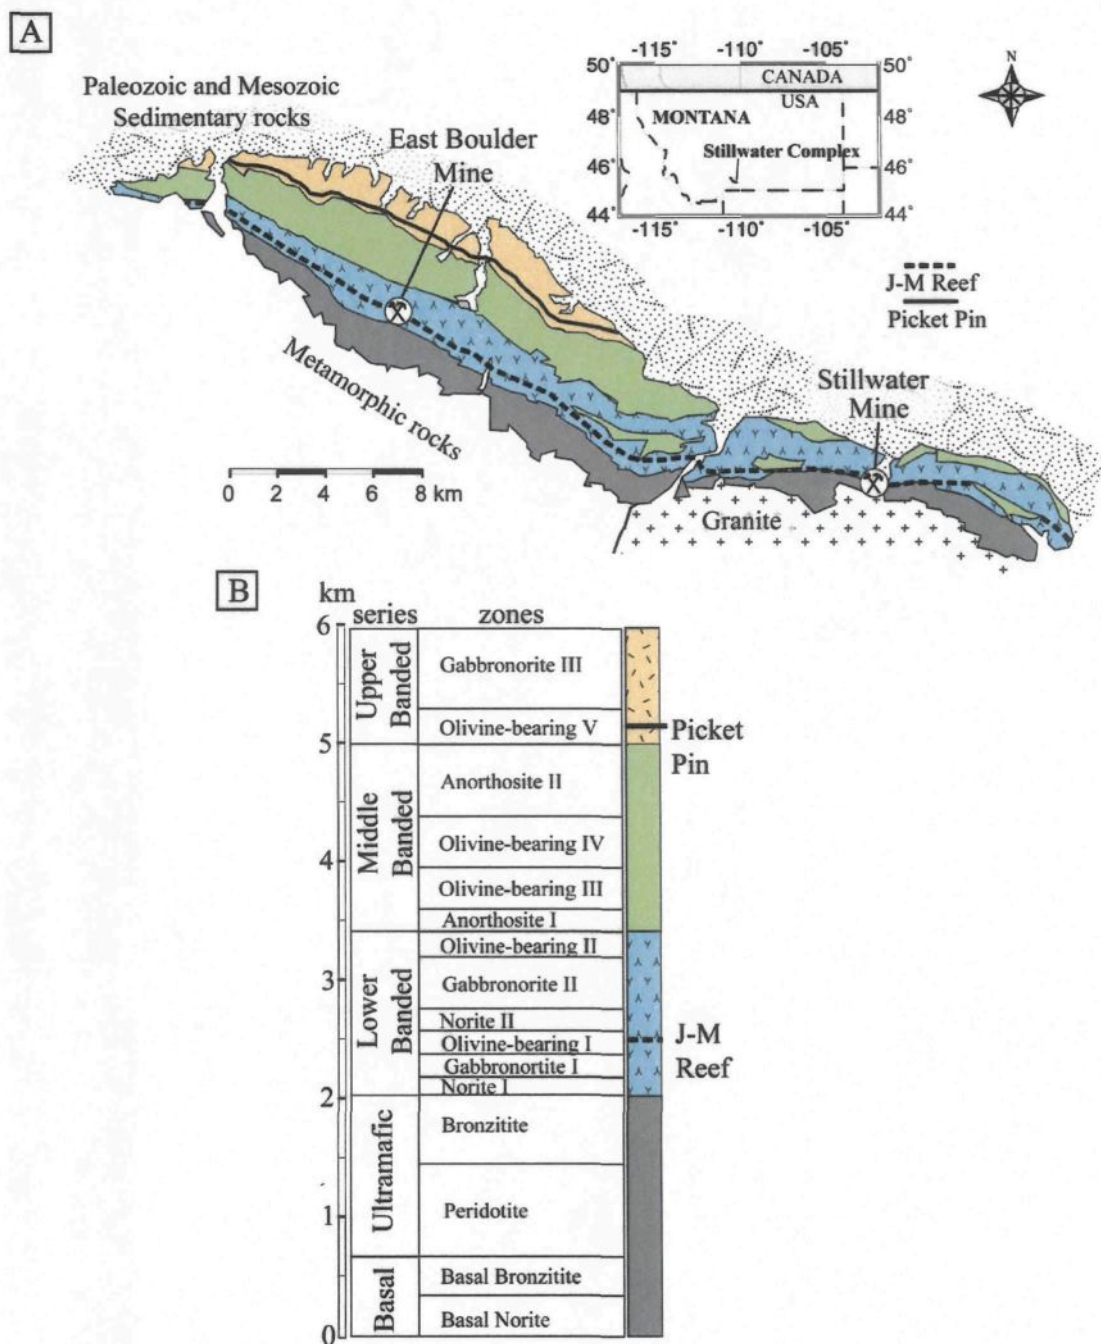 A
Paleozoic and Mesozoic
Sedimentary rocks
East Boulder
Mine
-115° -110° -105°
50° 50°
CANADA
USA
48° 48°
MONTANA
Stillwater Complex
46° 46°
44° 44°
-115° -110° -105°
N
J-M Reef
Picket Pin
Metamorphic rocks
Stillwater
Mine
0 2 4 6 8 km
Granite
B
km
series zones
6
Upper
Banded
Gabbronorite III
Olivine-bearing V
Picket
Pin
5
Middle
Banded
Anorthosite II
4
Olivine-bearing IV
Olivine-bearing III
Anorthosite I
Lower
Banded
Olivine-bearing II
3
Gabbronorite II
Norite II
Olivine-bearing I
J-M
Reef
Gabbronortite I
Norite I
2
Ultramafic
Bronzitite
1
Peridotite
Basal
Basal Bronzitite
Basal Norite
0